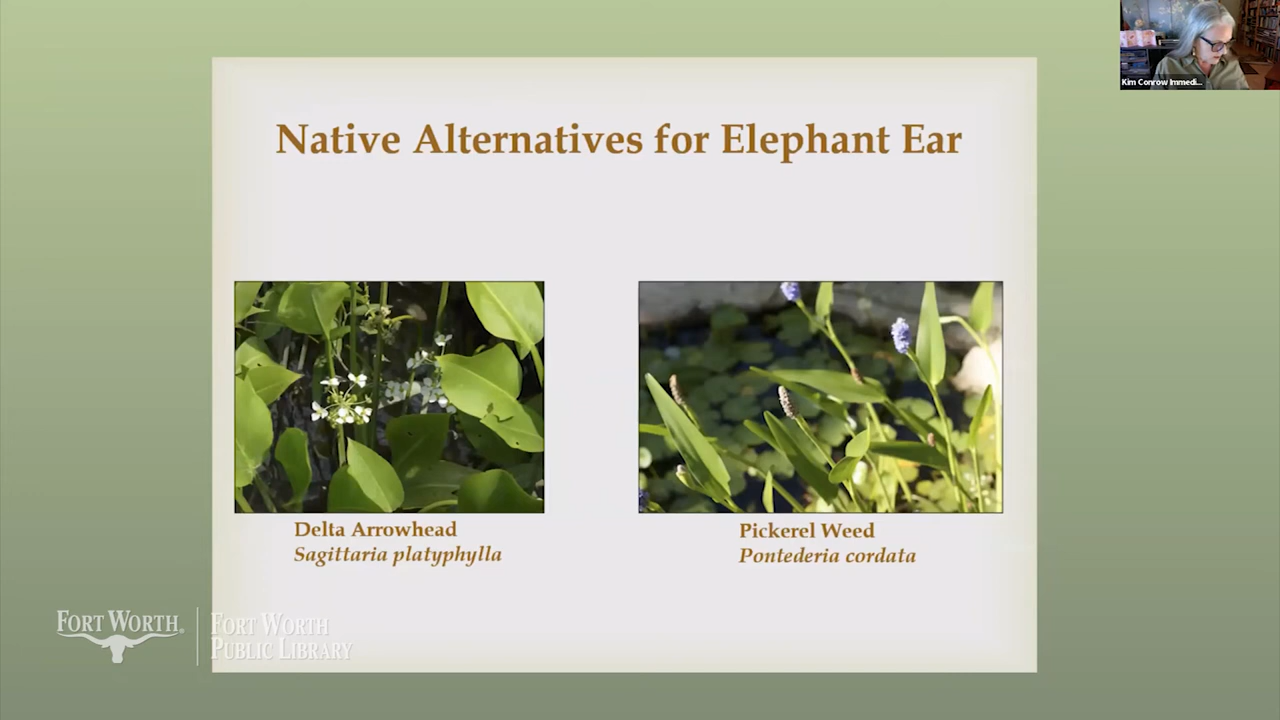 Kim Conrow Immedi...
Native Alternatives for Elephant Ear
Delta Arrowhead
Sagittaria platyphylla
Pickerel Weed
Pontederia cordata
FORT WORTH®
FORT WORTH
PUBLIC LIBRARY